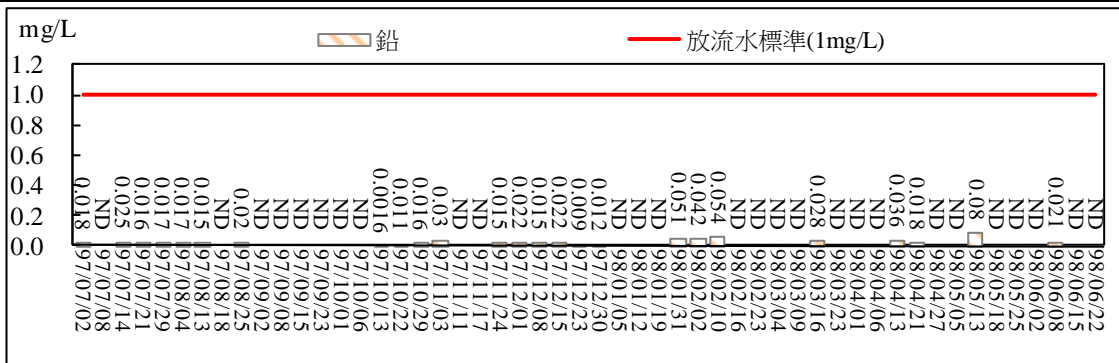 mg/L
鉛
放流水標準(1mg/L)
1.2
1.0
0.8
0.6
0.4
0.2
0.0
0.018
ND
0.025
0.016
0.017
0.017
0.015
ND
0.02
ND
ND
ND
ND
ND
ND
0.0016
0.011
0.016
0.03
ND
ND
0.015
0.022
0.015
0.022
0.009
0.012
ND
ND
ND
0.051
0.042
0.054
ND
ND
ND
ND
0.028
ND
ND
ND
0.036
0.018
ND
ND
0.08
ND
ND
ND
0.021
ND
ND
97/07/02
97/07/08
97/07/14
97/07/21
97/07/29
97/08/04
97/08/13
97/08/18
97/08/25
97/09/02
97/09/08
97/09/15
97/09/23
97/10/01
97/10/06
97/10/13
97/10/22
97/10/29
97/11/03
97/11/11
97/11/17
97/11/24
97/12/01
97/12/08
97/12/15
97/12/23
97/12/30
98/01/05
98/01/12
98/01/19
98/01/31
98/02/02
98/02/10
98/02/16
98/02/23
98/03/04
98/03/09
98/03/16
98/03/23
98/04/01
98/04/06
98/04/13
98/04/21
98/04/27
98/05/05
98/05/13
98/05/18
98/05/25
98/06/02
98/06/08
98/06/15
98/06/22